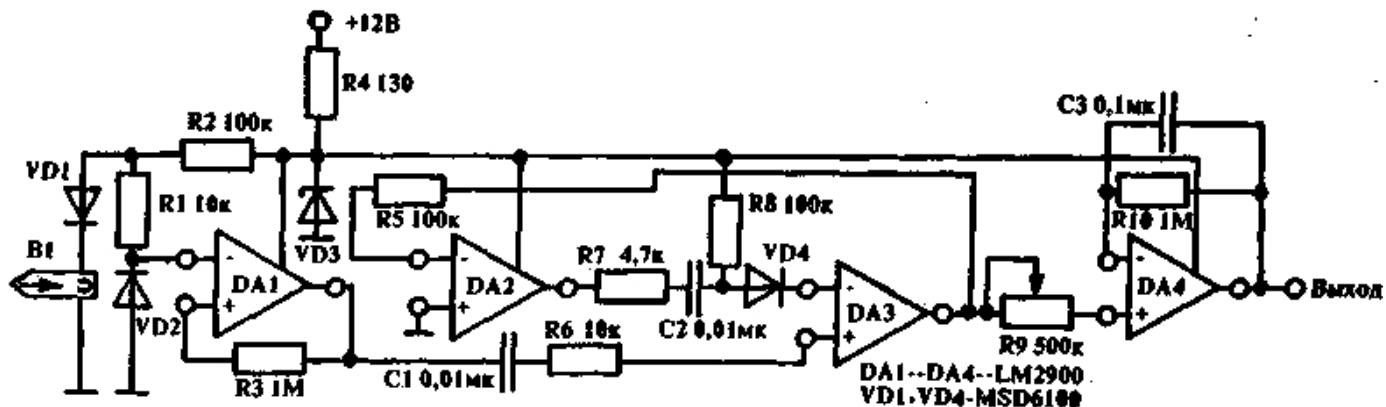 +12В
R4 130
C3 0,1мк
R2 100к
VD1
R1 10к
R5 100к
R8 100к
R10 1М
B1
VD3
R7 4,7к
VD4
- DA1 +
- DA2 +
- DA3 +
- DA4 +
Выход
VD2
C2 0,01мк
R6 10к
R9 500к
R3 1М
C1 0,01мк
DA1--DA4--LM2900
VD1.VD4-MSD6100